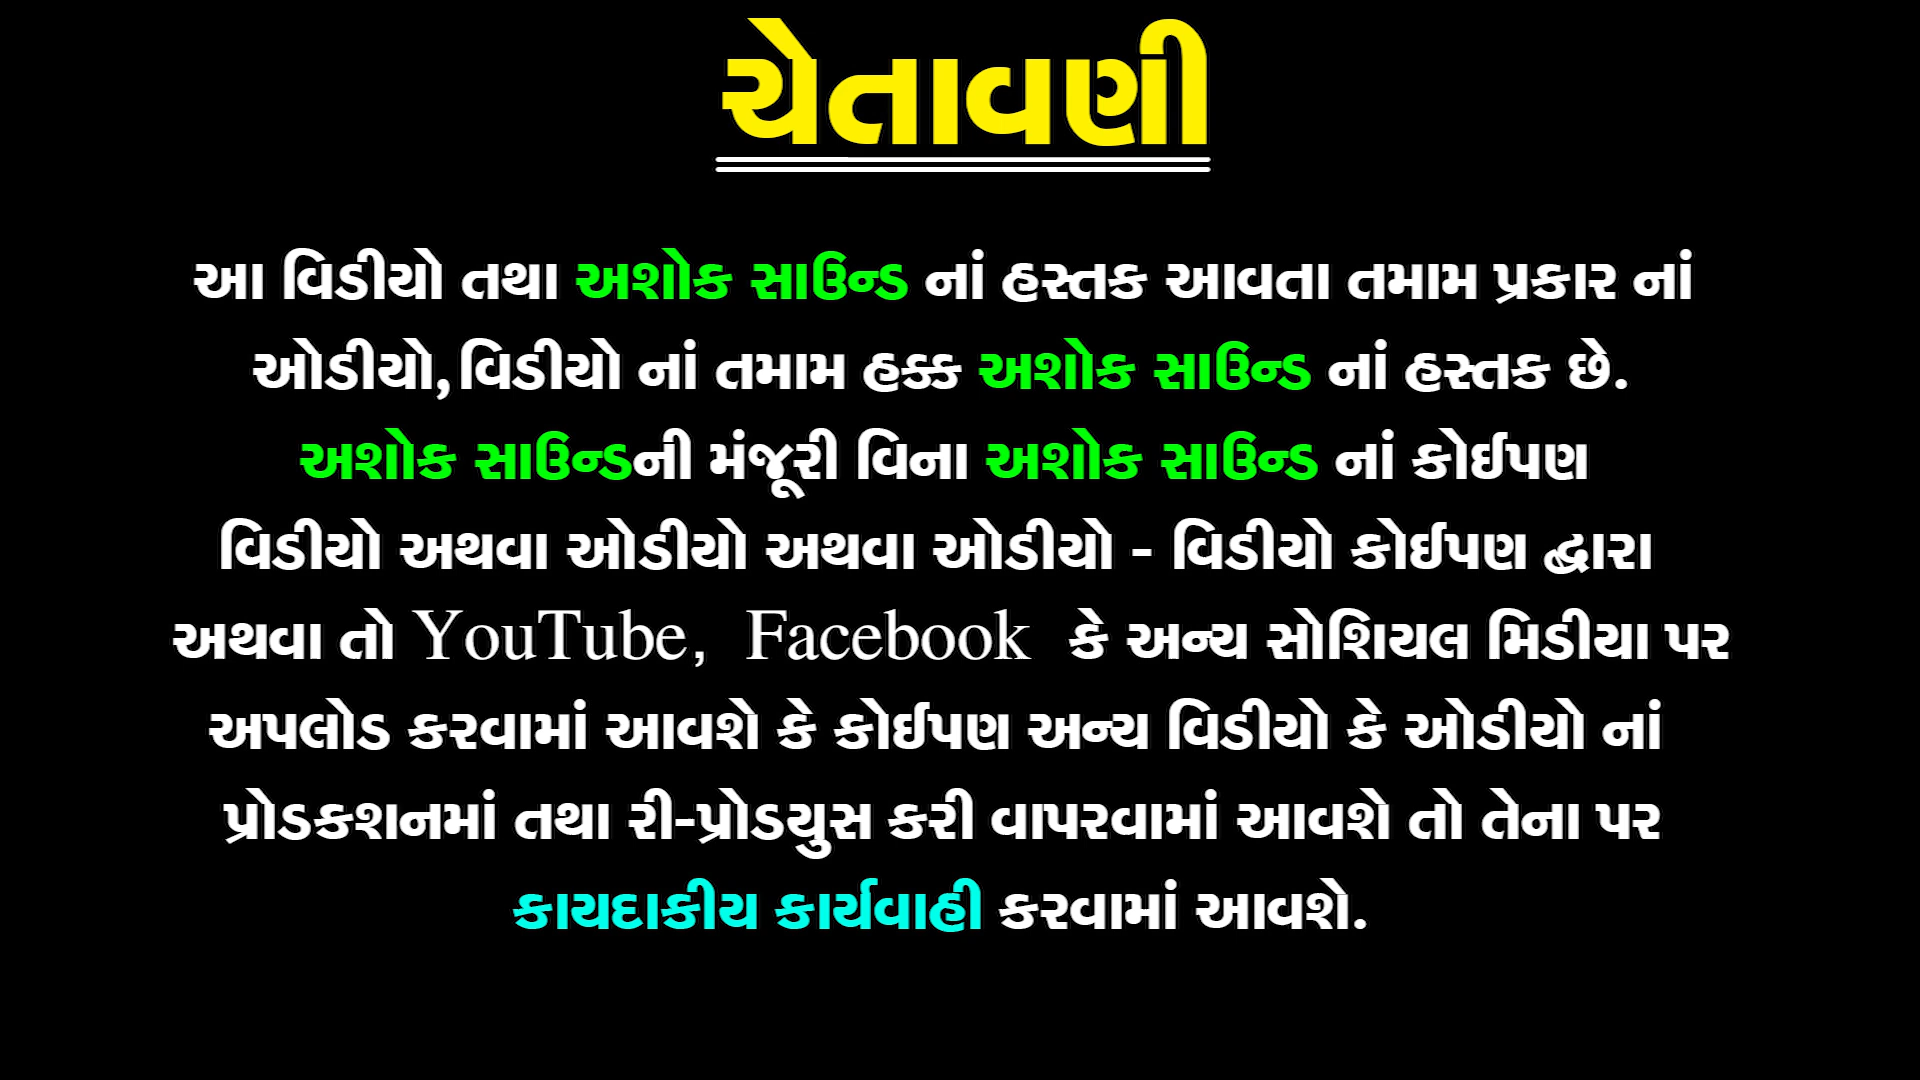 ચેતાવણી
આ વિડીયો તથા અશોક સાઉન્ડ નાં હસ્તક આવતા તમામ પ્રકાર નાં
ઓડીયો,વિડીયો નાં તમામ હક્ક અશોક સાઉન્ડ નાં હસ્તક છે.
અશોક સાઉન્ડની મંજૂરી વિના અશોક સાઉન્ડ નાં કોઈપણ
વિડીયો અથવા ઓડીયો અથવા ઓડીયો - વિડીયો કોઈપણ દ્વારા
અથવા તો YouTube, Facebook કે અન્ય સોશિયલ મિડીયા પર
અપલોડ કરવામાં આવશે કે કોઈપણ અન્ય વિડીયો કે ઓડીયો નાં
પ્રોડકશનમાં તથા રી-પ્રોડયુસ કરી વાપરવામાં આવશે તો તેના પર
કાયદાકીય કાર્યવાહી કરવામાં આવશે.